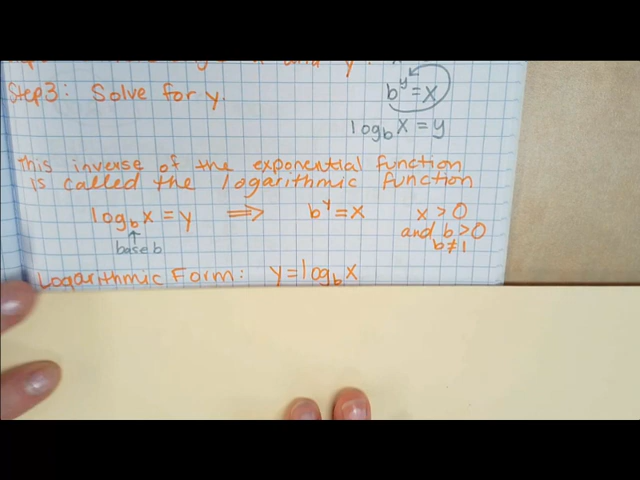 and y
Step3: Solve for y.
b^y = x
log_b x = y
This inverse of the exponential function
is called the logarithmic function
log_b x = y ⟹ b^y = x x > 0
and b > 0
base b b ≠ 1
Logarithmic Form: y = log_b x